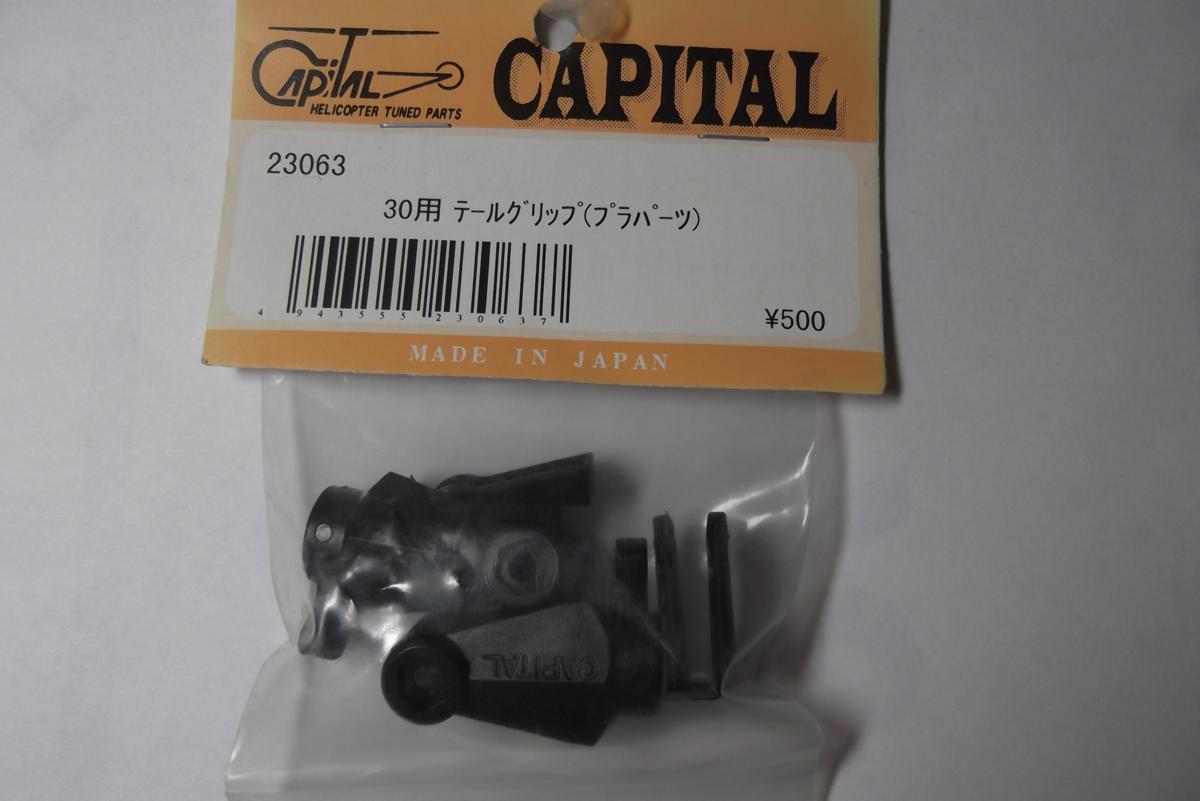 CAPITAL
HELICOPTER TUNED PARTS
CAPITAL
23063
30用 ﾃｰﾙｸﾞﾘｯﾌﾟ(ﾌﾟﾗﾊﾟｰﾂ)
4 943555 230637
¥500
MADE IN JAPAN
CAPITAL